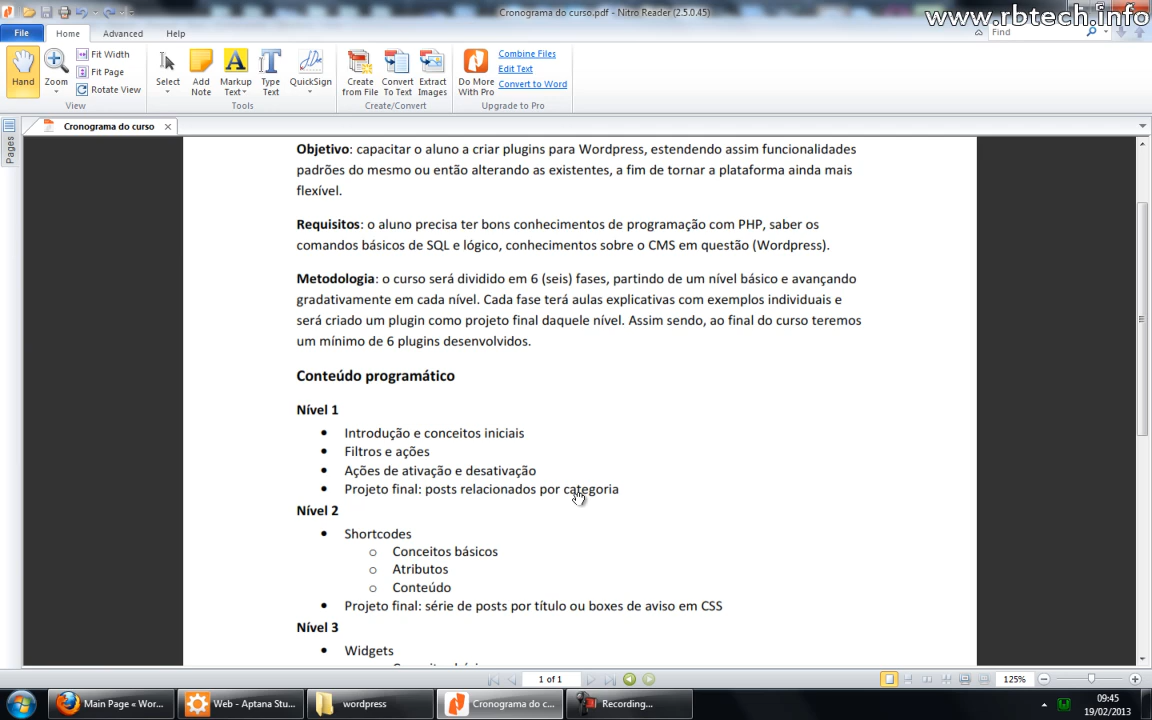 Cronograma do curso.pdf - Nitro Reader (2.5.0.45)
www.rbtech.info
File
Home
Advanced
Help
Find
Hand
Zoom
Fit Width
Fit Page
Rotate View
View
Select
Add Note
Markup Text
Type Text
QuickSign
Tools
Create from File
Convert To Text
Extract Images
Create/Convert
Do More With Pro
Combine Files
Edit Text
Convert to Word
Upgrade to Pro
Cronograma do curso
Pages
Objetivo: capacitar o aluno a criar plugins para Wordpress, estendendo assim funcionalidades
padrões do mesmo ou então alterando as existentes, a fim de tornar a plataforma ainda mais
flexível.
Requisitos: o aluno precisa ter bons conhecimentos de programação com PHP, saber os
comandos básicos de SQL e lógico, conhecimentos sobre o CMS em questão (Wordpress).
Metodologia: o curso será dividido em 6 (seis) fases, partindo de um nível básico e avançando
gradativamente em cada nível. Cada fase terá aulas explicativas com exemplos individuais e
será criado um plugin como projeto final daquele nível. Assim sendo, ao final do curso teremos
um mínimo de 6 plugins desenvolvidos.
Conteúdo programático
Nível 1
• Introdução e conceitos iniciais
• Filtros e ações
• Ações de ativação e desativação
• Projeto final: posts relacionados por categoria
Nível 2
• Shortcodes
o Conceitos básicos
o Atributos
o Conteúdo
• Projeto final: série de posts por título ou boxes de aviso em CSS
Nível 3
• Widgets
1 of 1
125%
Main Page « Wor...
Web - Aptana Stu...
wordpress
Cronograma do c...
Recording...
09:45
19/02/2013